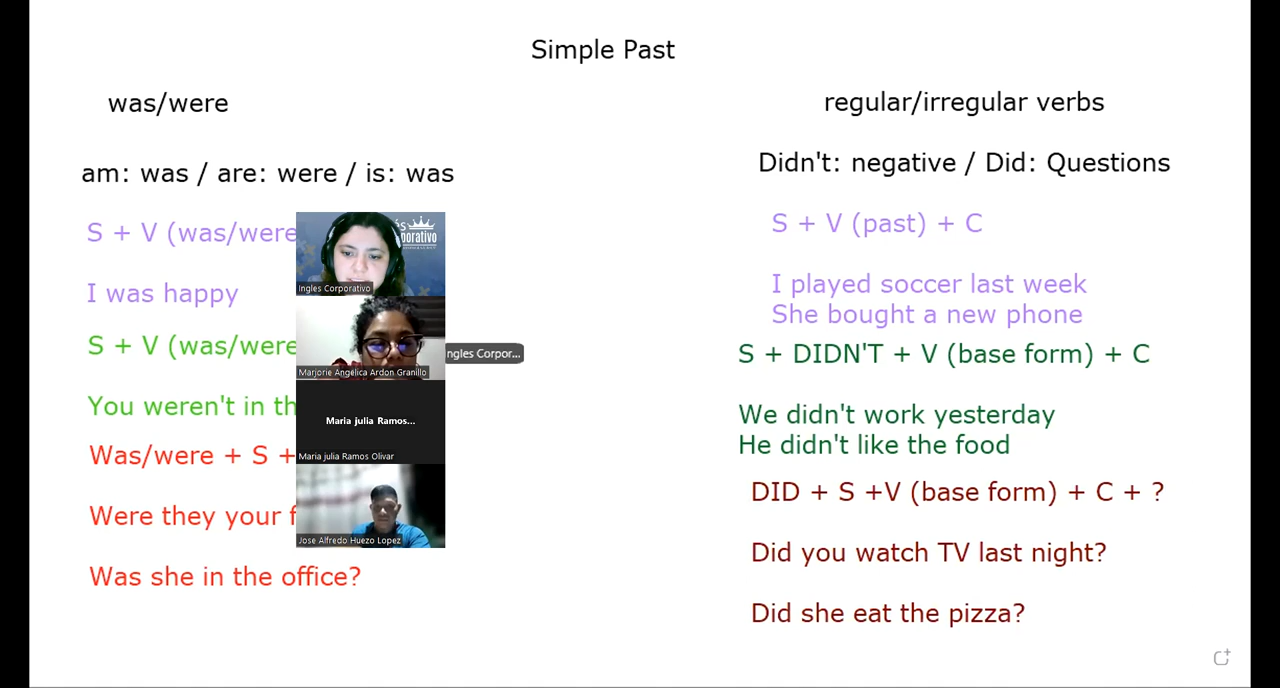 Simple Past
was/were
am: was / are: were / is: was
S + V (was/were
I was happy
S + V (was/were
You weren't in th
Was/were + S +
Were they your f
Was she in the office?
regular/irregular verbs
Didn't: negative / Did: Questions
S + V (past) + C
I played soccer last week
She bought a new phone
S + DIDN'T + V (base form) + C
We didn't work yesterday
He didn't like the food
DID + S +V (base form) + C + ?
Did you watch TV last night?
Did she eat the pizza?
és
orporativo
Ingles Corporativo
Marjorie Angélica Ardon Granillo
ngles Corpor...
Maria julia Ramos...
Maria julia Ramos Olivar
Jose Alfredo Huezo Lopez